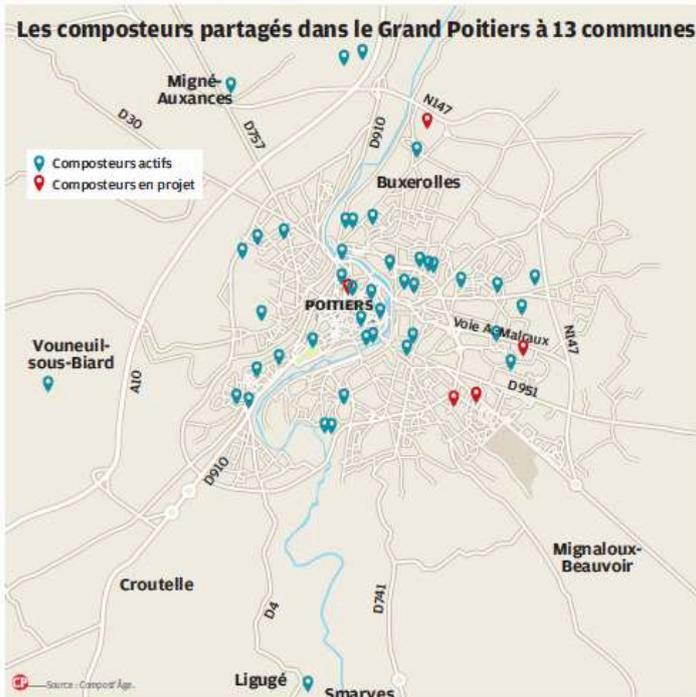 Les composteurs partagés dans le Grand Poitiers à 13 communes
Migné-
Auxances
N147
D30
D757
D910
Composteurs actifs
Composteurs en projet
Buxerolles
POITIERS
Voie A. Malraux
N147
Vouneuil-
sous-Biard
A10
D951
D910
Mignaloux-
Beauvoir
Croutelle
D4
D741
Ligugé
Smarves
CP
Source : Compost'Âge.